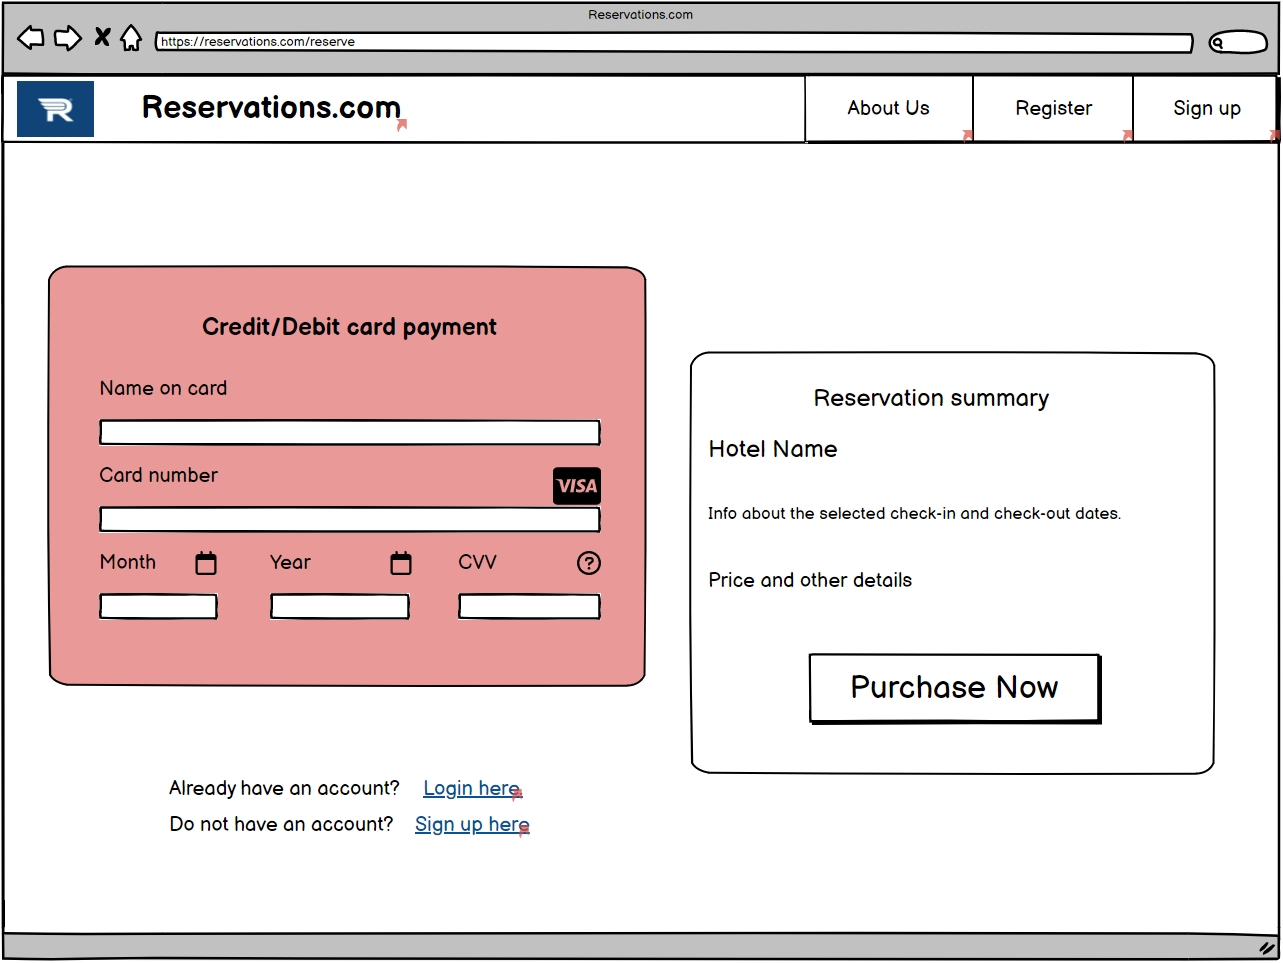 Reservations.com
https://reservations.com/reserve
R
Reservations.com
About Us
Register
Sign up
Credit/Debit card payment
Name on card
Card number
VISA
Month
Year
CVV
?
Reservation summary
Hotel Name
Info about the selected check-in and check-out dates.
Price and other details
Purchase Now
Already have an account? Login here
Do not have an account? Sign up here